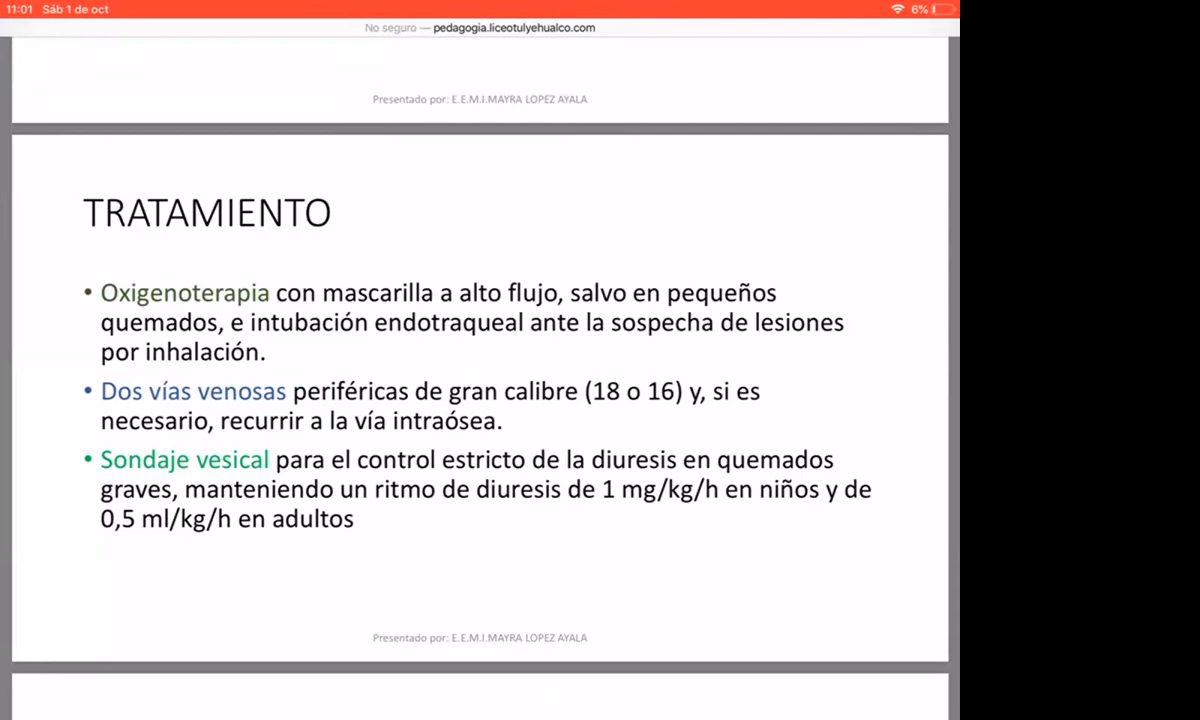 11:01 Sáb 1 de oct 6%
No seguro — pedagogia.liceotulyehualco.com
Presentado por: E.E.M.I.MAYRA LOPEZ AYALA
TRATAMIENTO
• Oxigenoterapia con mascarilla a alto flujo, salvo en pequeños
quemados, e intubación endotraqueal ante la sospecha de lesiones
por inhalación.
• Dos vías venosas periféricas de gran calibre (18 o 16) y, si es
necesario, recurrir a la vía intraósea.
• Sondaje vesical para el control estricto de la diuresis en quemados
graves, manteniendo un ritmo de diuresis de 1 mg/kg/h en niños y de
0,5 ml/kg/h en adultos
Presentado por: E.E.M.I.MAYRA LOPEZ AYALA